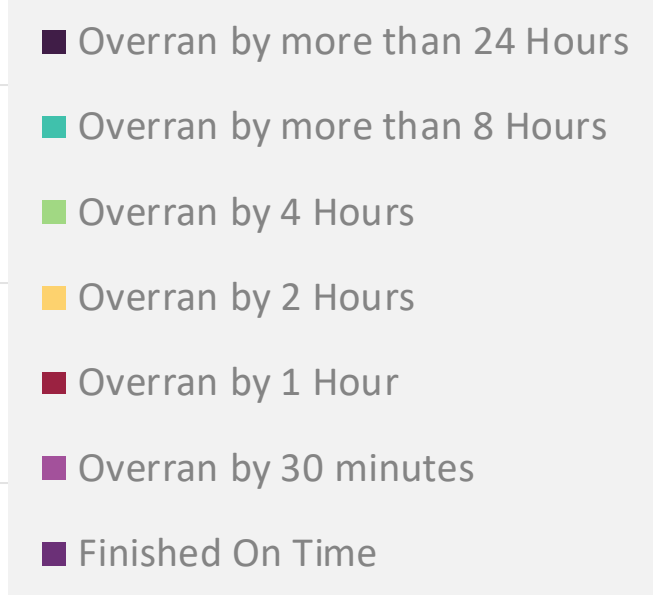 Overran by more than 24 Hours
Overran by more than 8 Hours
Overran by 4 Hours
Overran by 2 Hours
Overran by 1 Hour
Overran by 30 minutes
Finished On Time